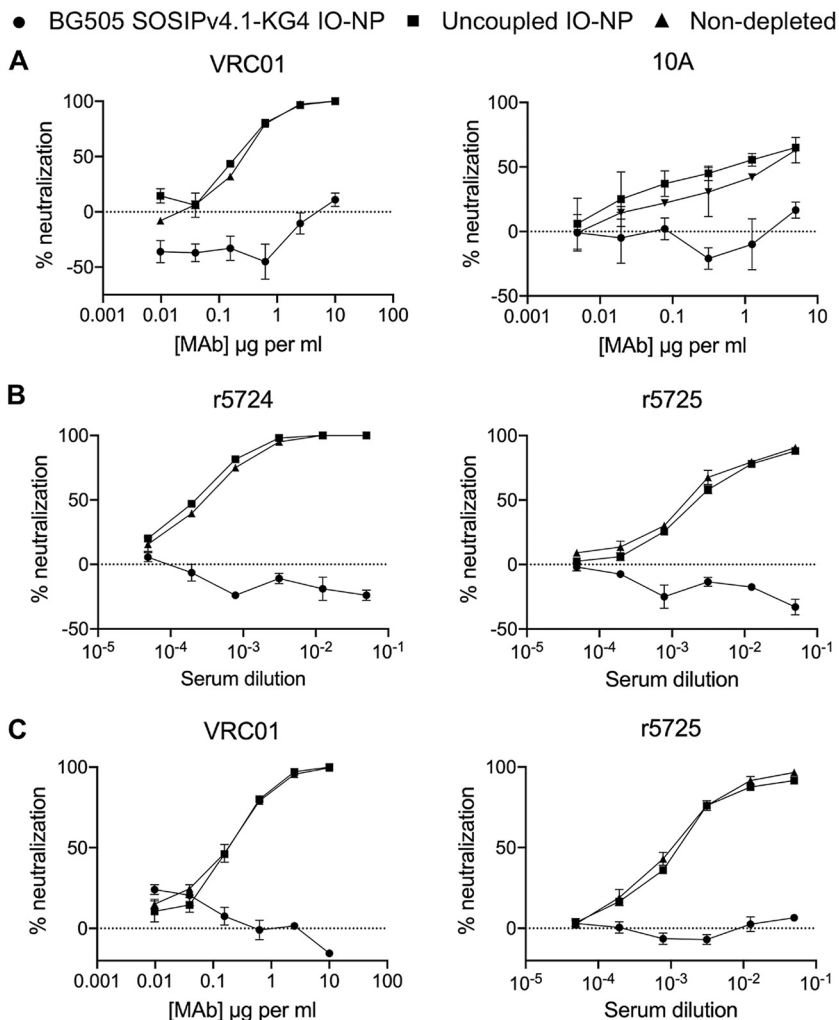 ● BG505 SOSIPv4.1-KG4 IO-NP ■ Uncoupled IO-NP ▲ Non-depleted
A
VRC01
% neutralization
100
50
0
-50
0.001 0.01 0.1 1 10 100
[MAb] µg per ml
10A
% neutralization
100
50
0
-50
0.001 0.01 0.1 1 10
[MAb] µg per ml
B
r5724
% neutralization
100
50
0
-50
10⁻⁵ 10⁻⁴ 10⁻³ 10⁻² 10⁻¹
Serum dilution
r5725
% neutralization
100
50
0
-50
10⁻⁵ 10⁻⁴ 10⁻³ 10⁻² 10⁻¹
Serum dilution
C
VRC01
% neutralization
100
50
0
0.001 0.01 0.1 1 10 100
[MAb] µg per ml
r5725
% neutralization
100
50
0
10⁻⁵ 10⁻⁴ 10⁻³ 10⁻² 10⁻¹
Serum dilution